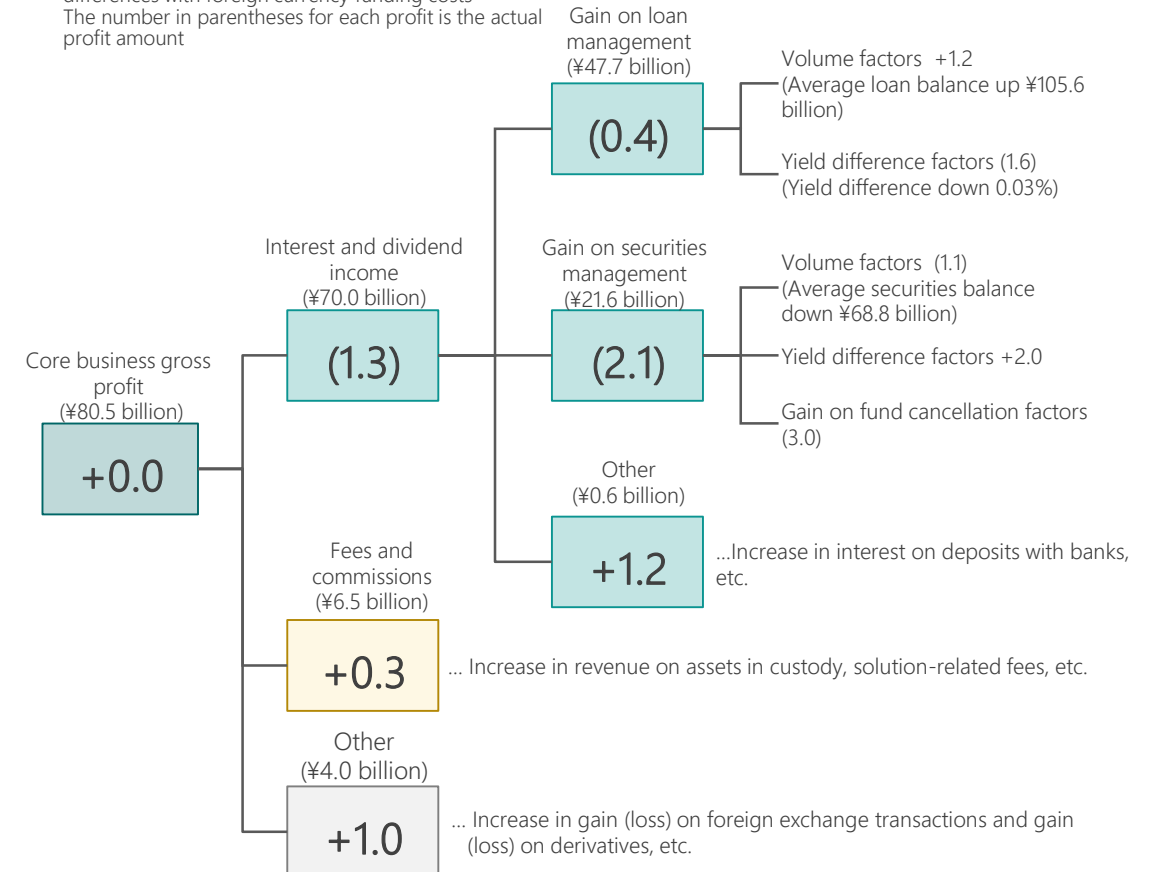 differences with foreign currency funding costs
The number in parentheses for each profit is the actual
profit amount
Gain on loan
management
(¥47.7 billion)
(0.4)
Volume factors  +1.2
(Average loan balance up ¥105.6
billion)
Yield difference factors (1.6)
(Yield difference down 0.03%)
Interest and dividend
income
(¥70.0 billion)
(1.3)
Gain on securities
management
(¥21.6 billion)
(2.1)
Volume factors  (1.1)
(Average securities balance
down ¥68.8 billion)
Yield difference factors +2.0
Gain on fund cancellation factors
(3.0)
Core business gross
profit
(¥80.5 billion)
+0.0
Other
(¥0.6 billion)
+1.2
...Increase in interest on deposits with banks,
etc.
Fees and
commissions
(¥6.5 billion)
+0.3
... Increase in revenue on assets in custody, solution-related fees, etc.
Other
(¥4.0 billion)
+1.0
... Increase in gain (loss) on foreign exchange transactions and gain
(loss) on derivatives, etc.